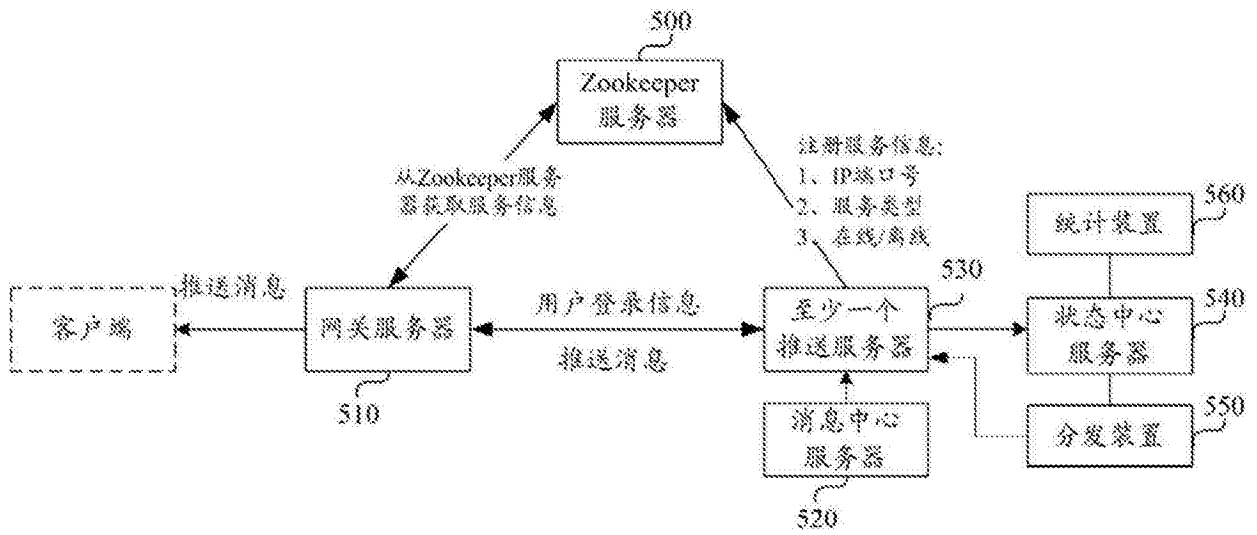 500
Zookeeper
服务器
注册服务信息:
1、IP端口号
2、服务类型
3、在线/离线
从Zookeeper服务
器获取服务信息
560
统计装置
推送消息
客户端
网关服务器
510
用户登录信息
推送消息
530
至少一个
推送服务器
540
状态中心
服务器
550
分发装置
消息中心
服务器
520